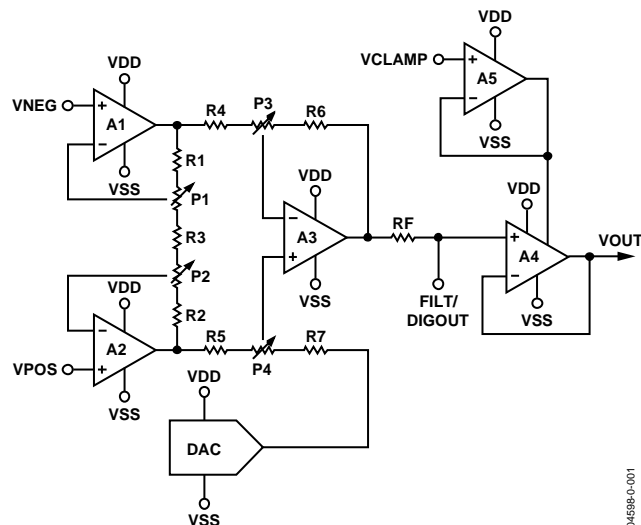 VDD
VNEG
+
A1
−
VSS
R1
P1
R3
P2
R2
VDD
−
A2
+
VPOS
VSS
R4
P3
R6
VDD
−
A3
+
VSS
R5
P4
R7
VDD
DAC
VSS
RF
FILT/
DIGOUT
VDD
VCLAMP
+
A5
−
VSS
VDD
+
A4
−
VSS
VOUT
04598-0-001